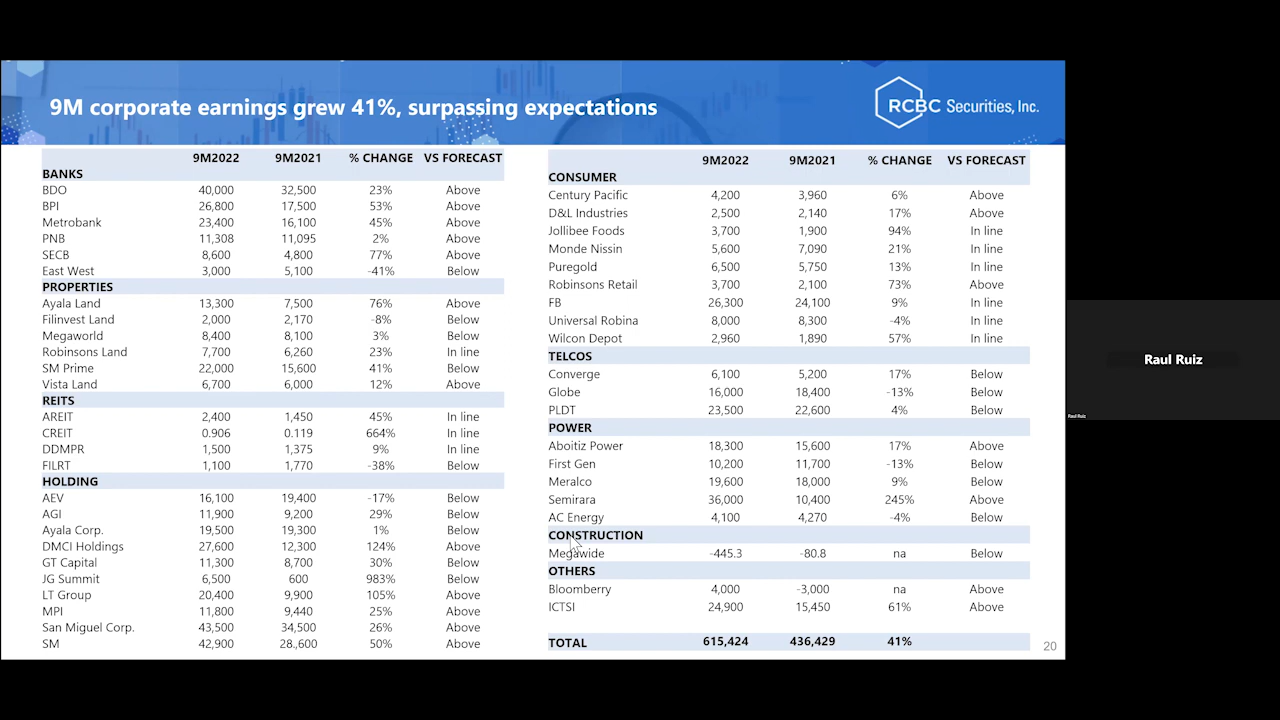 9M corporate earnings grew 41%, surpassing expectations
RCBC Securities, Inc.
9M2022 9M2021 % CHANGE VS FORECAST
BANKS
BDO 40,000 32,500 23% Above
BPI 26,800 17,500 53% Above
Metrobank 23,400 16,100 45% Above
PNB 11,308 11,095 2% Above
SECB 8,600 4,800 77% Above
East West 3,000 5,100 -41% Below
PROPERTIES
Ayala Land 13,300 7,500 76% Above
Filinvest Land 2,000 2,170 -8% Below
Megaworld 8,400 8,100 3% Below
Robinsons Land 7,700 6,260 23% In line
SM Prime 22,000 15,600 41% Below
Vista Land 6,700 6,000 12% Above
REITS
AREIT 2,400 1,450 45% In line
CREIT 0.906 0.119 664% In line
DDMPR 1,500 1,375 9% In line
FILRT 1,100 1,770 -38% Below
HOLDING
AEV 16,100 19,400 -17% Below
AGI 11,900 9,200 29% Below
Ayala Corp. 19,500 19,300 1% Below
DMCI Holdings 27,600 12,300 124% Above
GT Capital 11,300 8,700 30% Below
JG Summit 6,500 600 983% Below
LT Group 20,400 9,900 105% Above
MPI 11,800 9,440 25% Above
San Miguel Corp. 43,500 34,500 26% Above
SM 42,900 28.,600 50% Above
9M2022 9M2021 % CHANGE VS FORECAST
CONSUMER
Century Pacific 4,200 3,960 6% Above
D&L Industries 2,500 2,140 17% Above
Jollibee Foods 3,700 1,900 94% In line
Monde Nissin 5,600 7,090 21% In line
Puregold 6,500 5,750 13% In line
Robinsons Retail 3,700 2,100 73% Above
FB 26,300 24,100 9% In line
Universal Robina 8,000 8,300 -4% In line
Wilcon Depot 2,960 1,890 57% In line
TELCOS
Converge 6,100 5,200 17% Below
Globe 16,000 18,400 -13% Below
PLDT 23,500 22,600 4% Below
POWER
Aboitiz Power 18,300 15,600 17% Above
First Gen 10,200 11,700 -13% Below
Meralco 19,600 18,000 9% Below
Semirara 36,000 10,400 245% Above
AC Energy 4,100 4,270 -4% Below
CONSTRUCTION
Megawide -445.3 -80.8 na Below
OTHERS
Bloomberry 4,000 -3,000 na Above
ICTSI 24,900 15,450 61% Above
TOTAL 615,424 436,429 41%
20
Raul Ruiz
Raul Ruiz